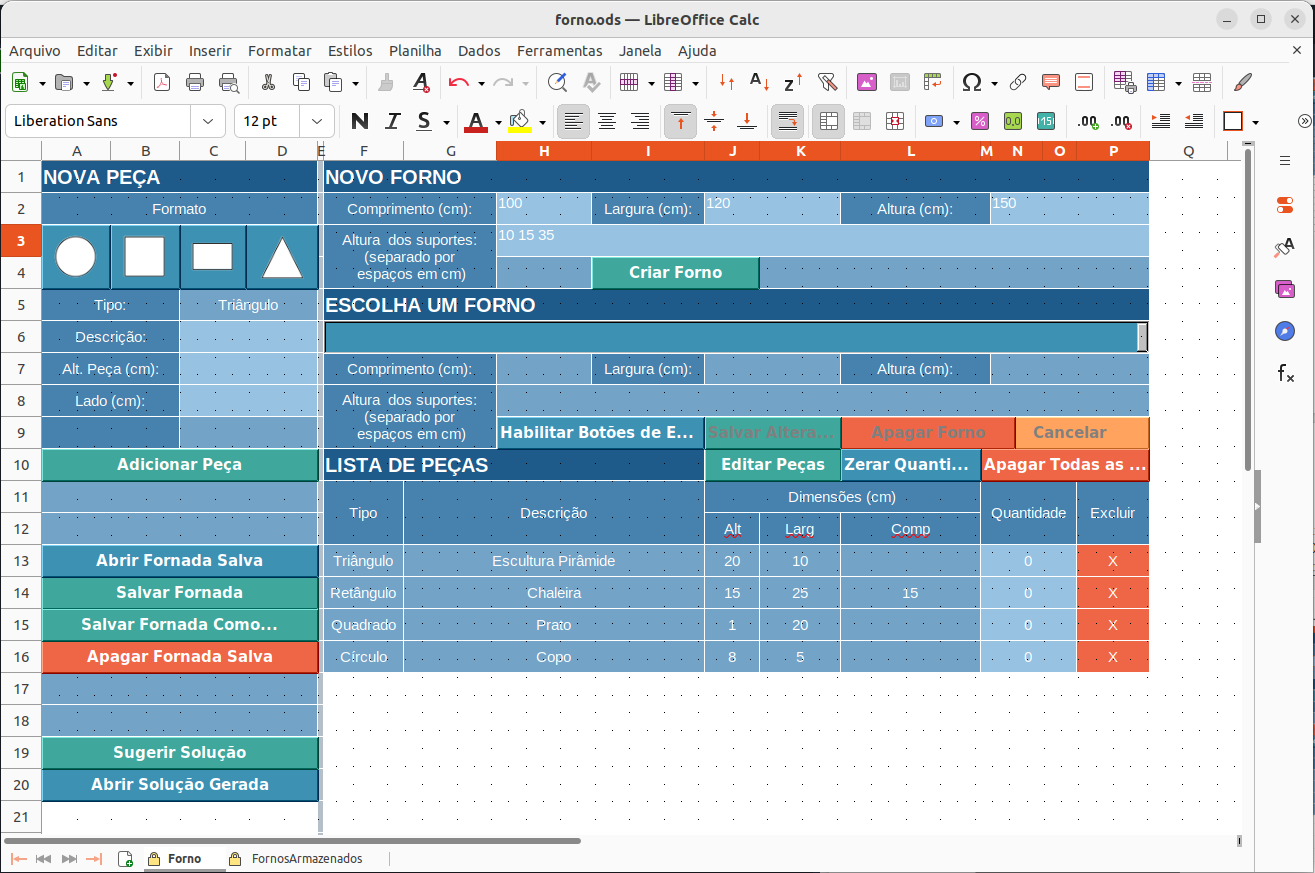 forno.ods — LibreOffice Calc
Arquivo Editar Exibir Inserir Formatar Estilos Planilha Dados Ferramentas Janela Ajuda
Liberation Sans 12 pt N I S A
A B C D E F G H I J K L M N O P Q
1 NOVA PEÇA NOVO FORNO
2 Formato Comprimento (cm): 100 Largura (cm): 120 Altura (cm): 150
3 Altura dos suportes: 10 15 35
(separado por
4 espaços em cm) Criar Forno
5 Tipo: Triângulo ESCOLHA UM FORNO
6 Descrição:
7 Alt. Peça (cm): Comprimento (cm): Largura (cm): Altura (cm):
8 Lado (cm): Altura dos suportes:
(separado por
9 espaços em cm) Habilitar Botões de E... Salvar Altera... Apagar Forno Cancelar
10 Adicionar Peça LISTA DE PEÇAS Editar Peças Zerar Quanti... Apagar Todas as ...
11 Dimensões (cm)
Tipo Descrição Quantidade Excluir
12 Alt Larg Comp
13 Abrir Fornada Salva Triângulo Escultura Pirâmide 20 10 0 X
14 Salvar Fornada Retângulo Chaleira 15 25 15 0 X
15 Salvar Fornada Como... Quadrado Prato 1 20 0 X
16 Apagar Fornada Salva Círculo Copo 8 5 0 X
17
18
19 Sugerir Solução
20 Abrir Solução Gerada
21
Forno FornosArmazenados